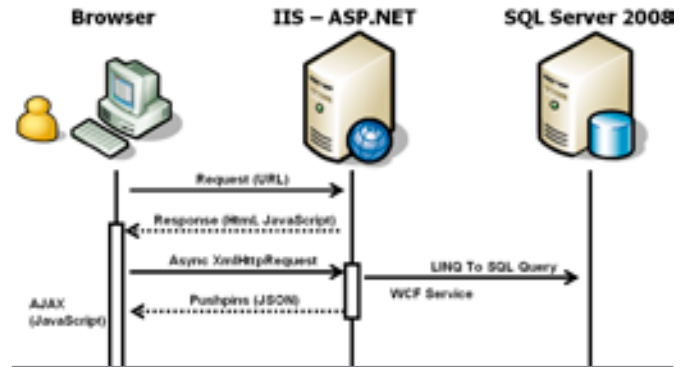 Browser
IIS – ASP.NET
SQL Server 2008
Request (URL)
Response (Html, JavaScript)
Async XmlHttpRequest
LINQ To SQL Query
Pushpins (JSON)
WCF Service
AJAX
(JavaScript)